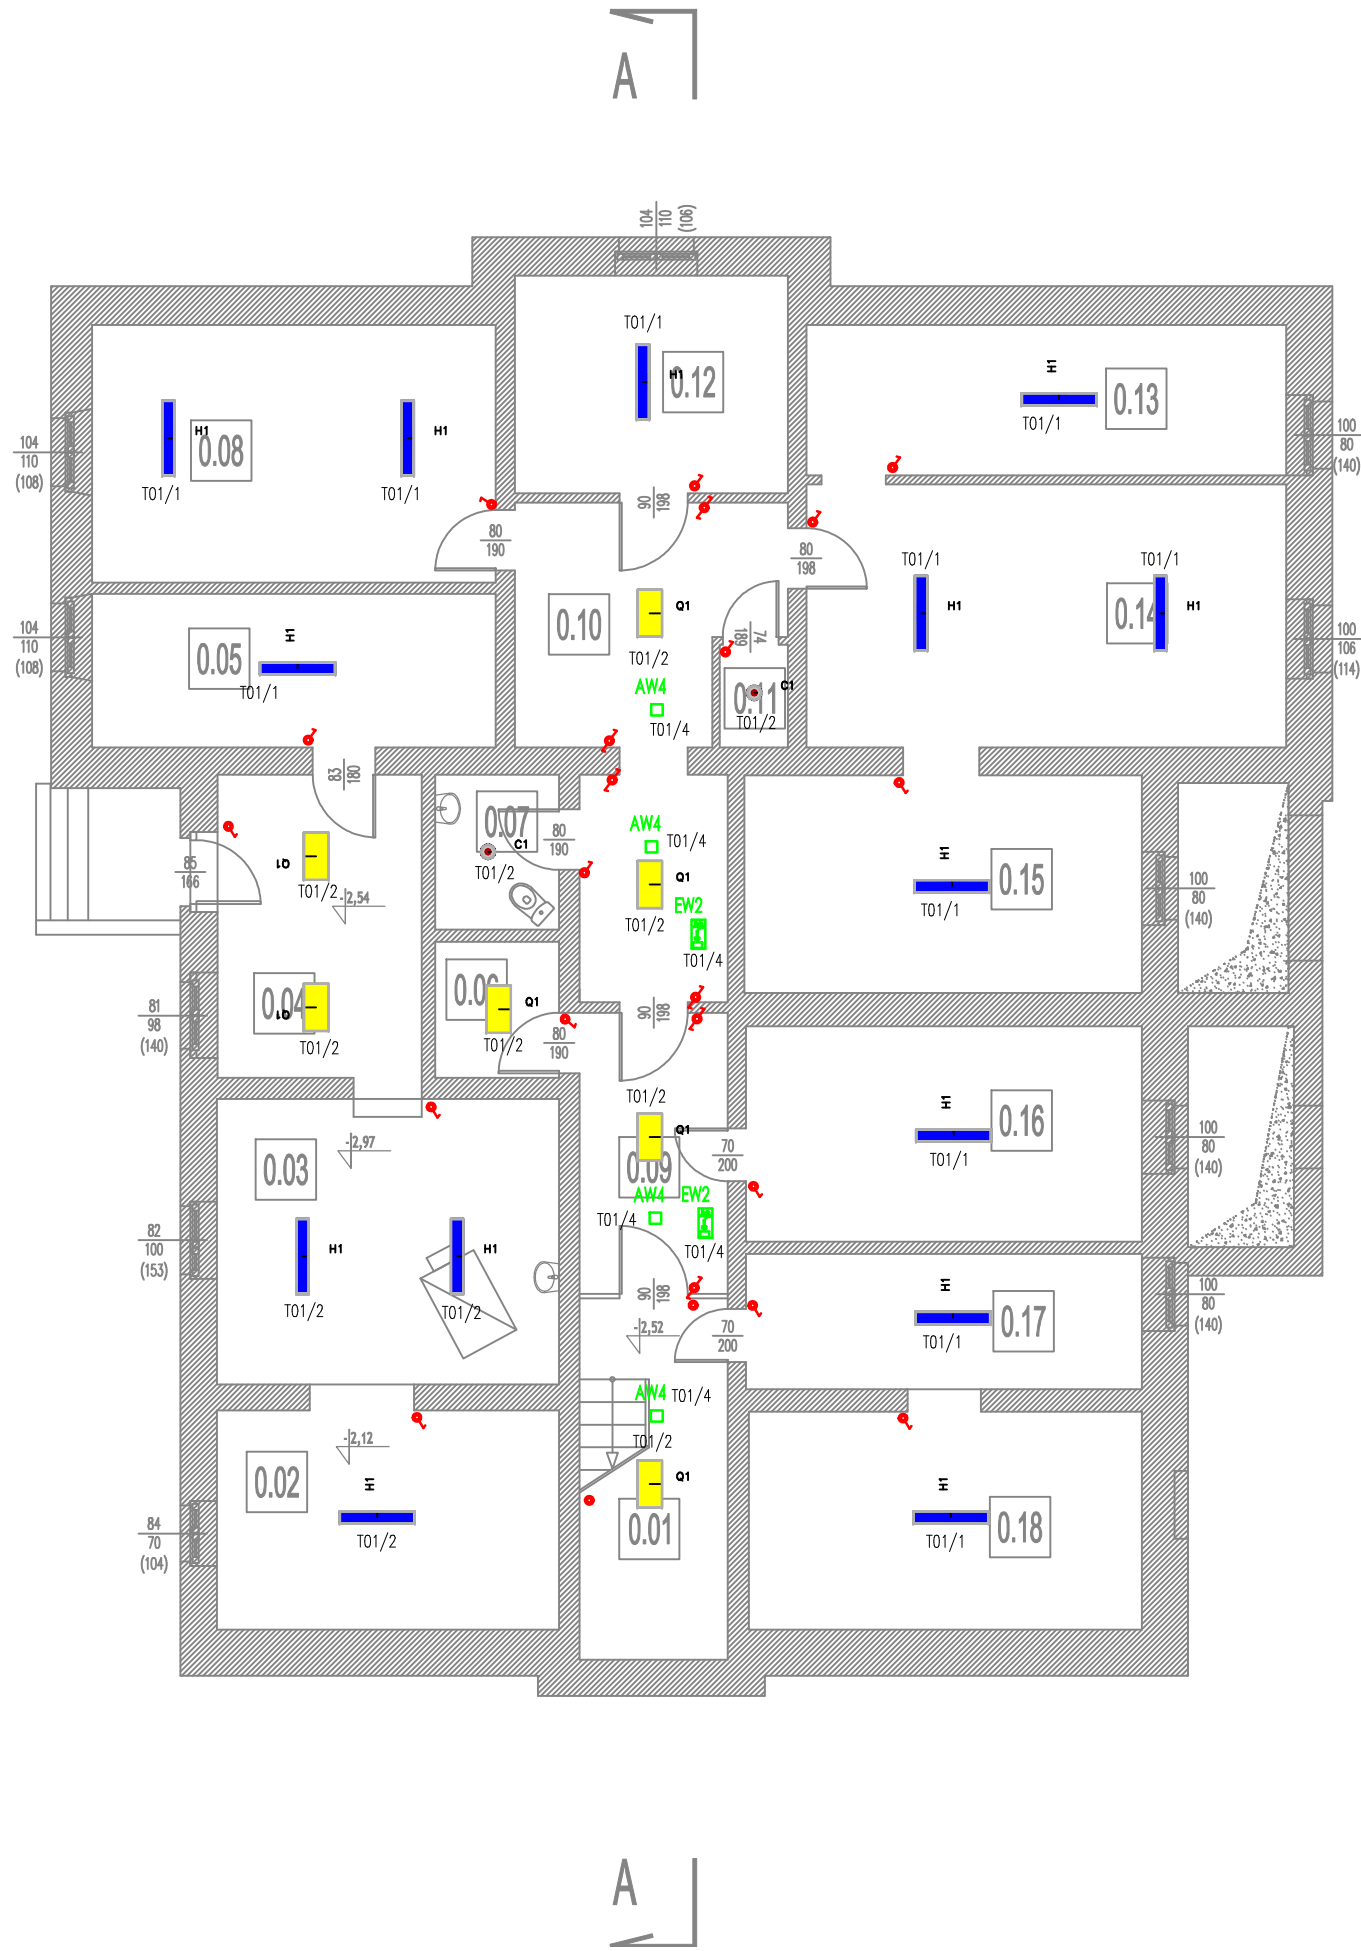 A
104
110
(106)
T01/1
H1
0.12
H1
0.13
T01/1
100
80
(140)
104
110
(108)
H1
0.08
T01/1
H1
T01/1
80
190
90
198
80
198
T01/1
H1
T01/1
H1
0.14
100
106
(114)
104
110
(108)
0.05
H1
T01/1
0.10
Q1
T01/2
AW4
T01/4
74
189
0.11
C1
T01/2
83
180
85
166
Q1
T01/2
-2,54
0.07
C1
T01/2
80
190
AW4
T01/4
Q1
T01/2
EW2
T01/4
H1
0.15
T01/1
100
80
(140)
81
98
(140)
0.04
Q1
T01/2
0.06
Q1
T01/2
80
190
90
198
T01/2
Q1
0.09
70
200
H1
0.16
T01/1
100
80
(140)
-2,97
0.03
H1
T01/2
H1
T01/2
82
100
(153)
AW4
T01/4
EW2
T01/4
90
198
-2,52
70
200
H1
0.17
T01/1
100
80
(140)
AW4
T01/4
T01/2
Q1
0.01
-2,12
0.02
H1
T01/2
84
70
(104)
H1
0.18
T01/1
A